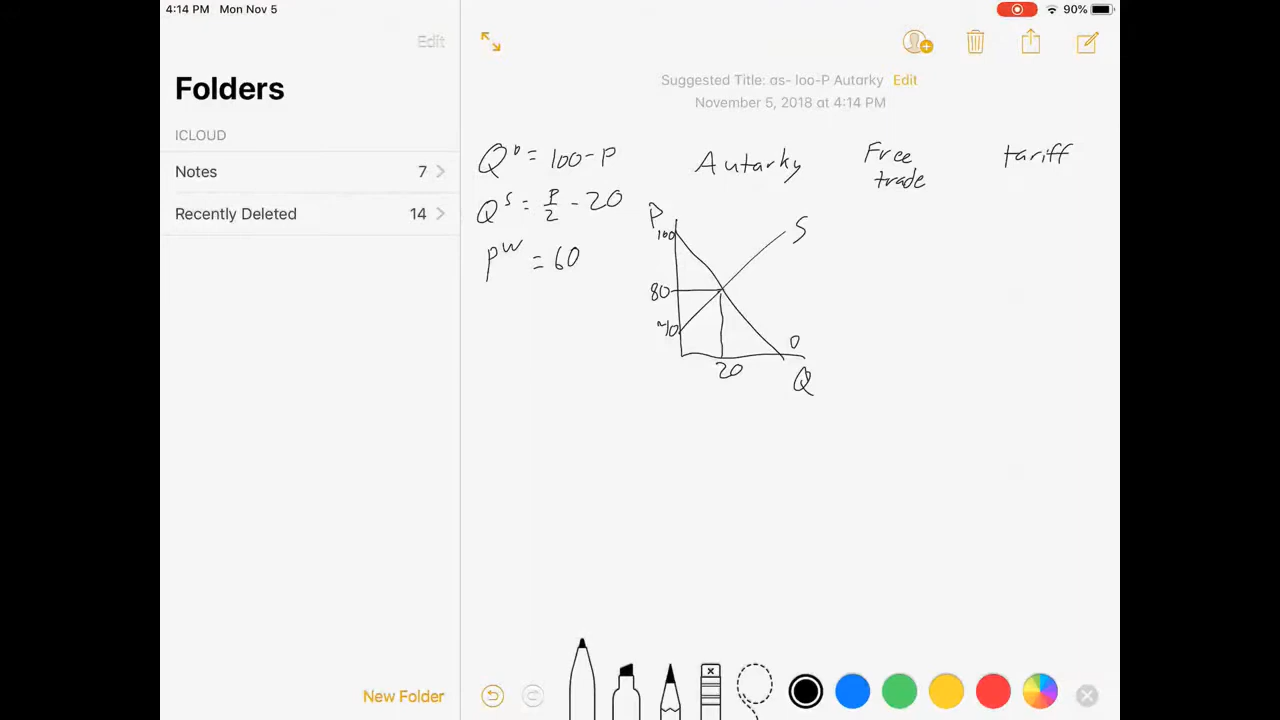 4:14 PM Mon Nov 5
90%
Edit
Folders
ICLOUD
Notes 7
Recently Deleted 14
New Folder
Suggested Title: as- loo-P Autarky Edit
November 5, 2018 at 4:14 PM
Q^D = 100-P
Q^S = P/2 - 20
P^W = 60
Autarky
Free
trade
tariff
P
100
S
80
40
D
20
Q